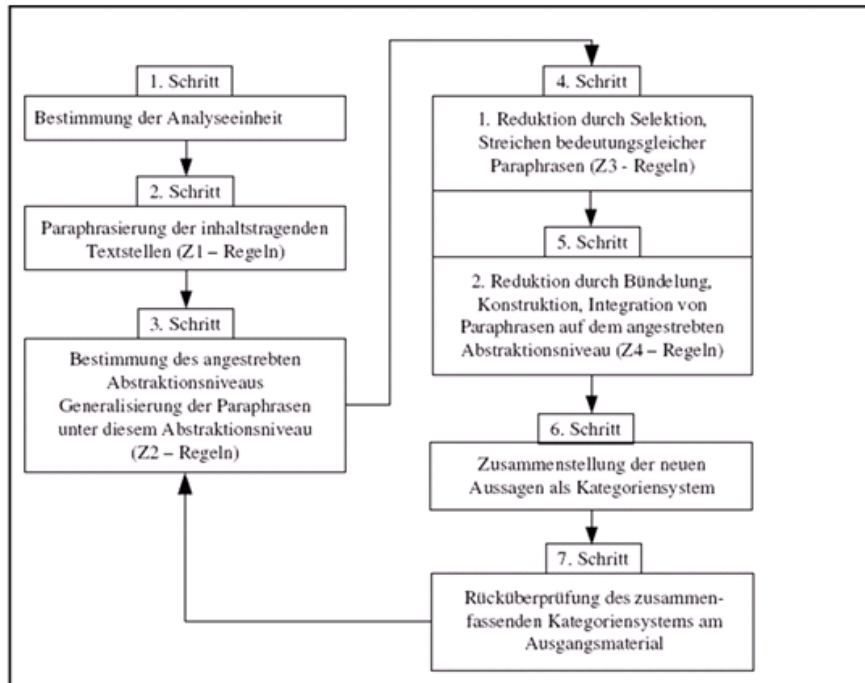 1. Schritt
Bestimmung der Analyseeinheit
2. Schritt
Paraphrasierung der inhaltstragenden
Textstellen (Z1 – Regeln)
3. Schritt
Bestimmung des angestrebten
Abstraktionsniveaus
Generalisierung der Paraphrasen
unter diesem Abstraktionsniveau
(Z2 – Regeln)
4. Schritt
1. Reduktion durch Selektion,
Streichen bedeutungsgleicher
Paraphrasen (Z3 - Regeln)
5. Schritt
2. Reduktion durch Bündelung,
Konstruktion, Integration von
Paraphrasen auf dem angestrebten
Abstraktionsniveau (Z4 – Regeln)
6. Schritt
Zusammenstellung der neuen
Aussagen als Kategoriensystem
7. Schritt
Rücküberprüfung des zusammen-
fassenden Kategoriensystems am
Ausgangsmaterial